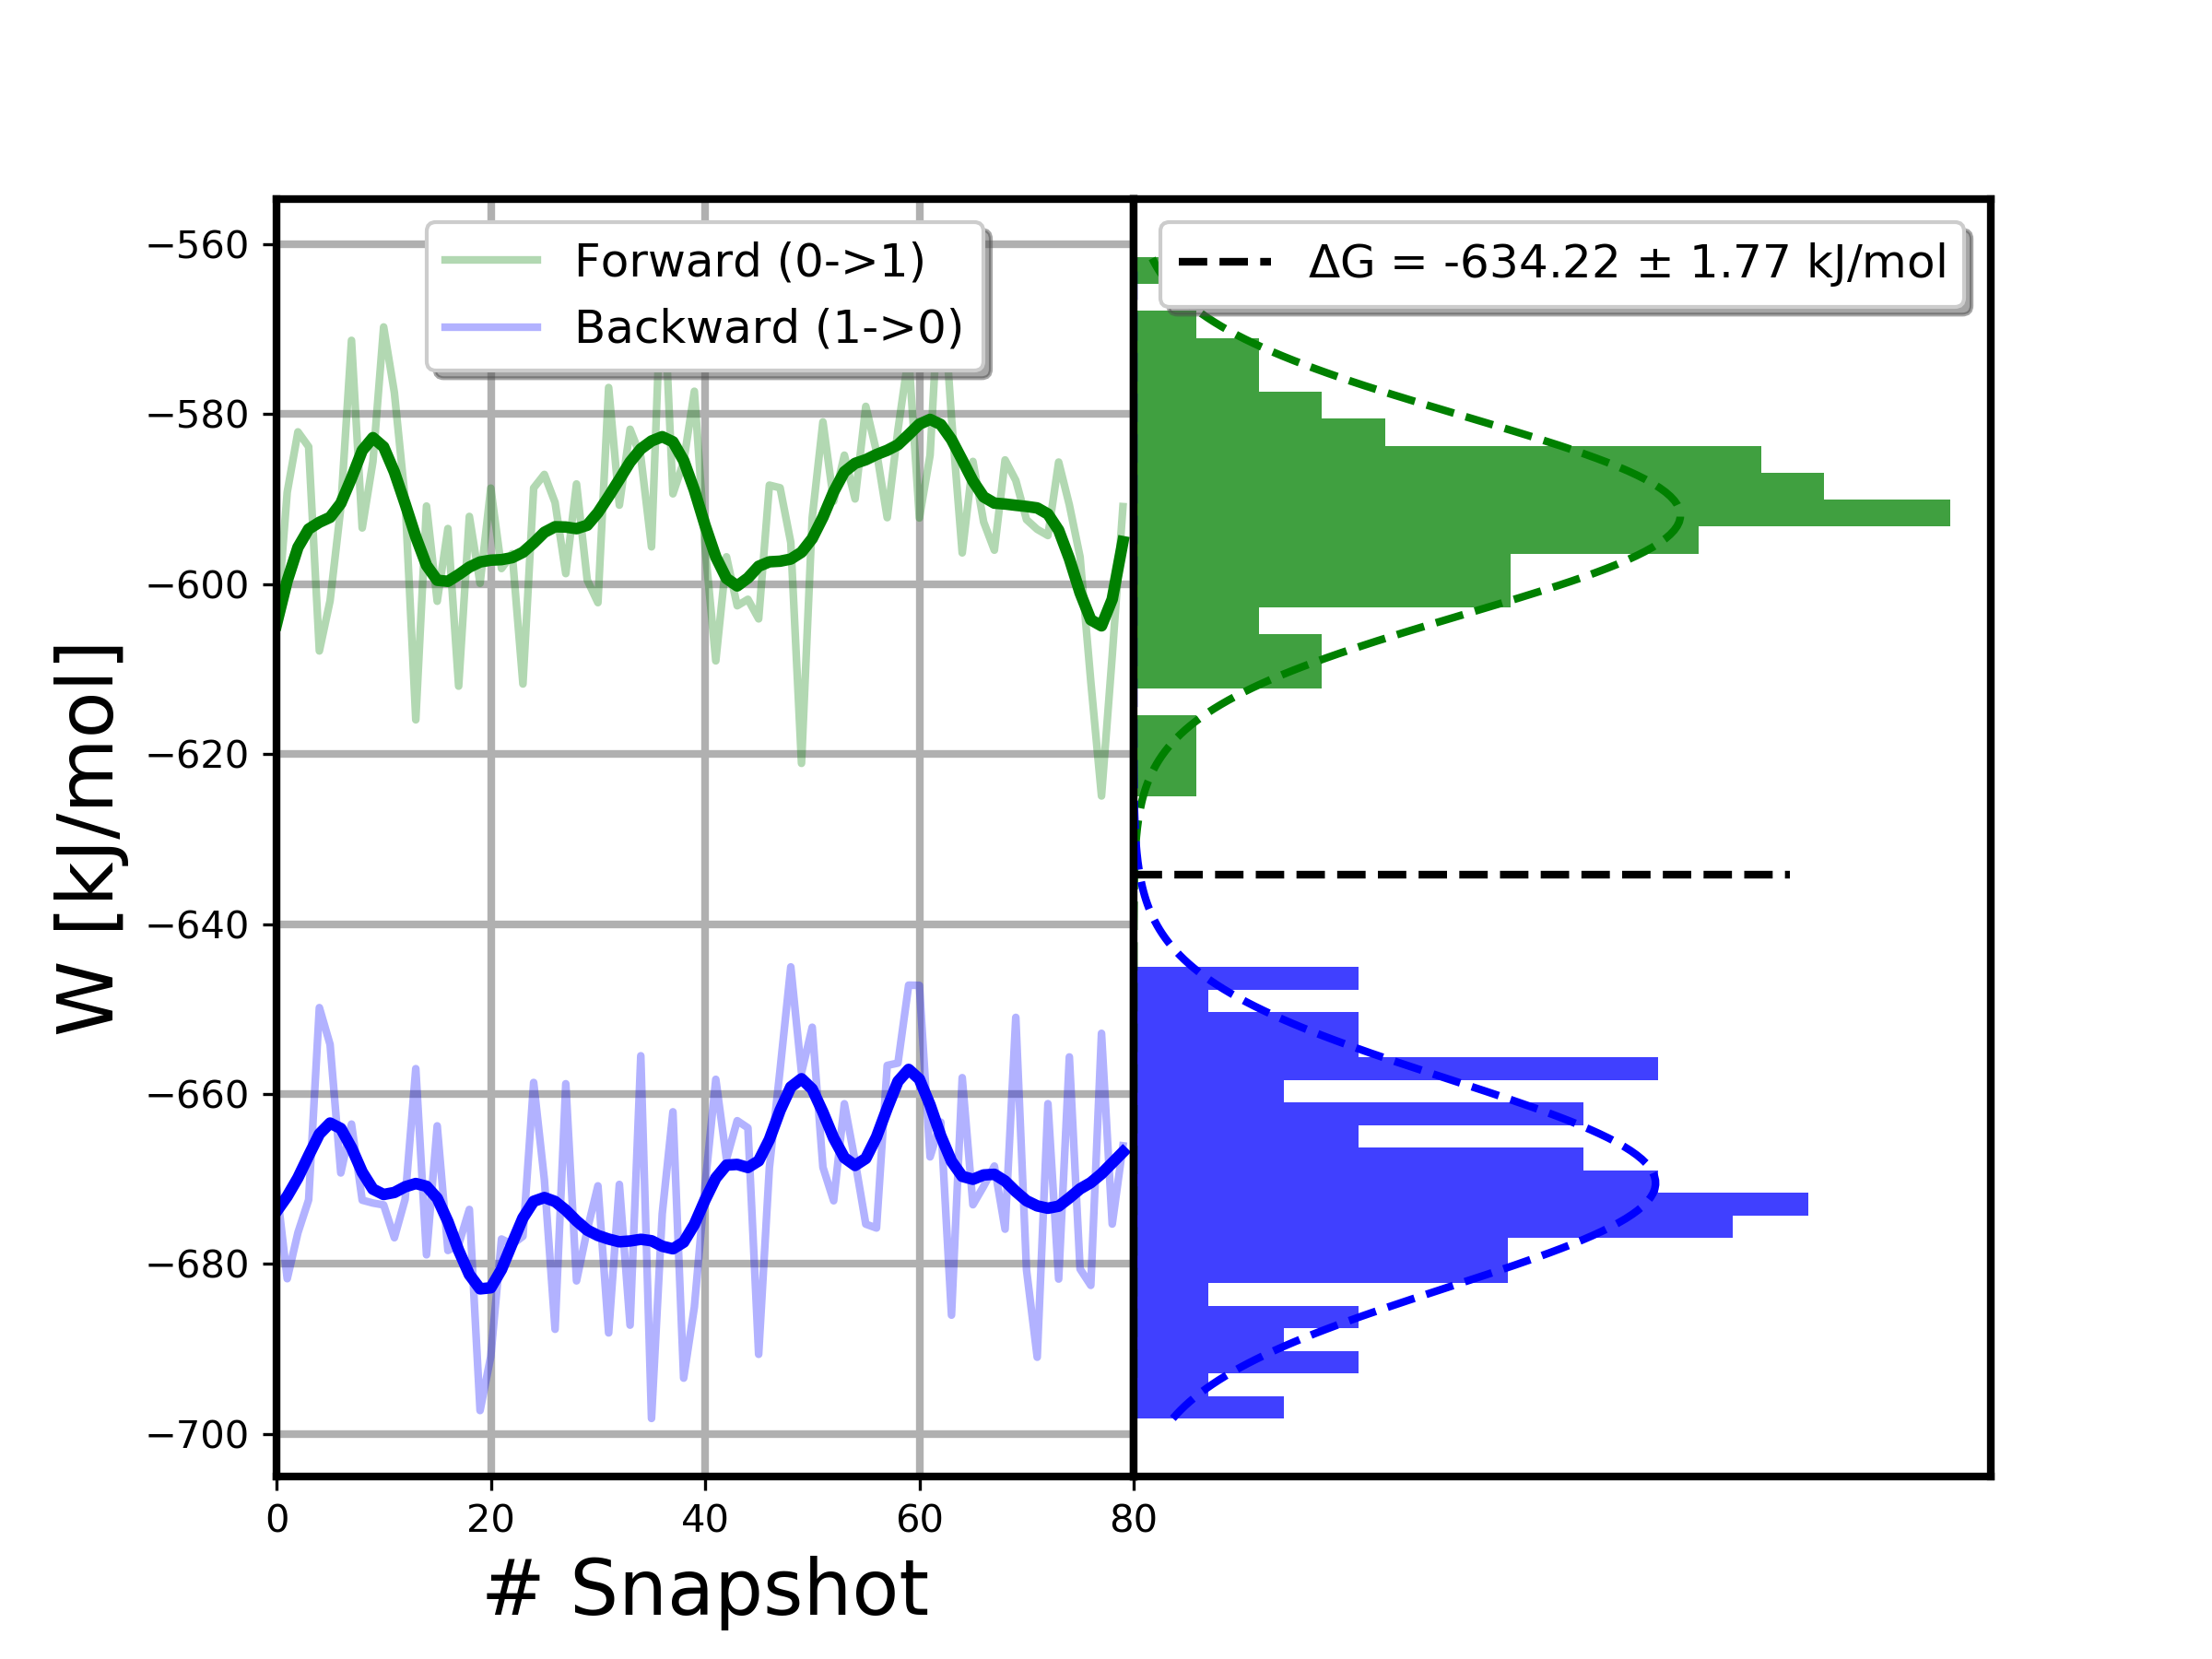 Forward (0->1)
Backward (1->0)
ΔG = -634.22 ± 1.77 kJ/mol
W [kJ/mol]
−560
−580
−600
−620
−640
−660
−680
−700
0 20 40 60 80
# Snapshot